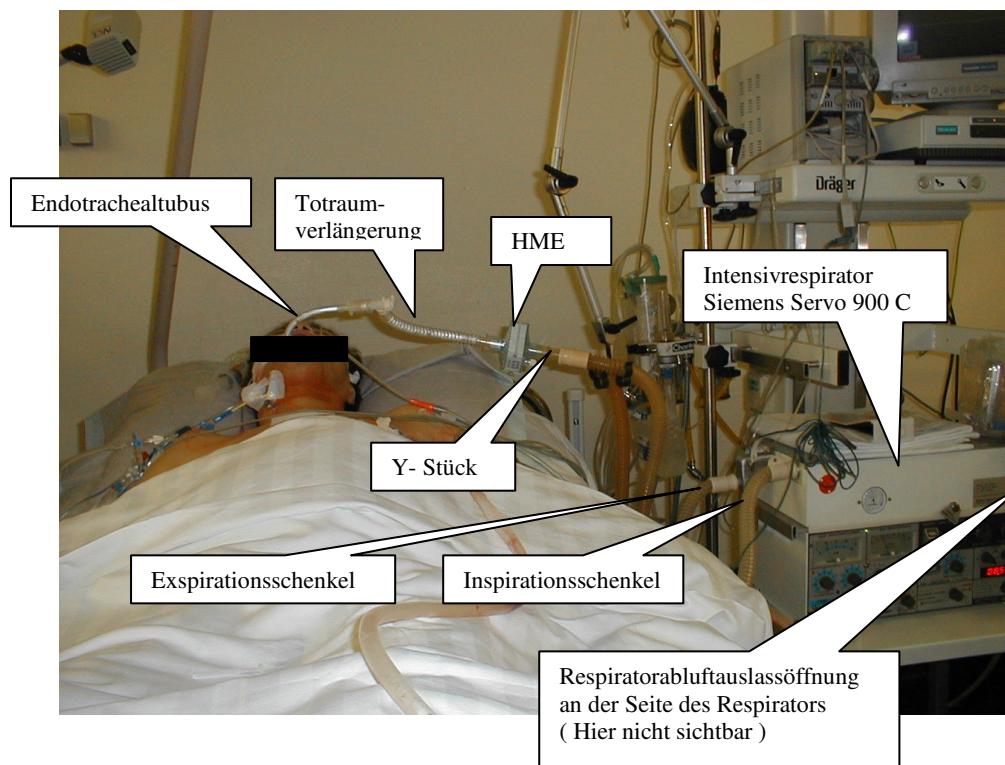 Dräger
Endotrachealtubus
Totraum-
verlängerung
HME
Intensivrespirator
Siemens Servo 900 C
Y- Stück
Exspirationsschenkel
Inspirationsschenkel
Respiratorabluftauslassöffnung
an der Seite des Respirators
( Hier nicht sichtbar )